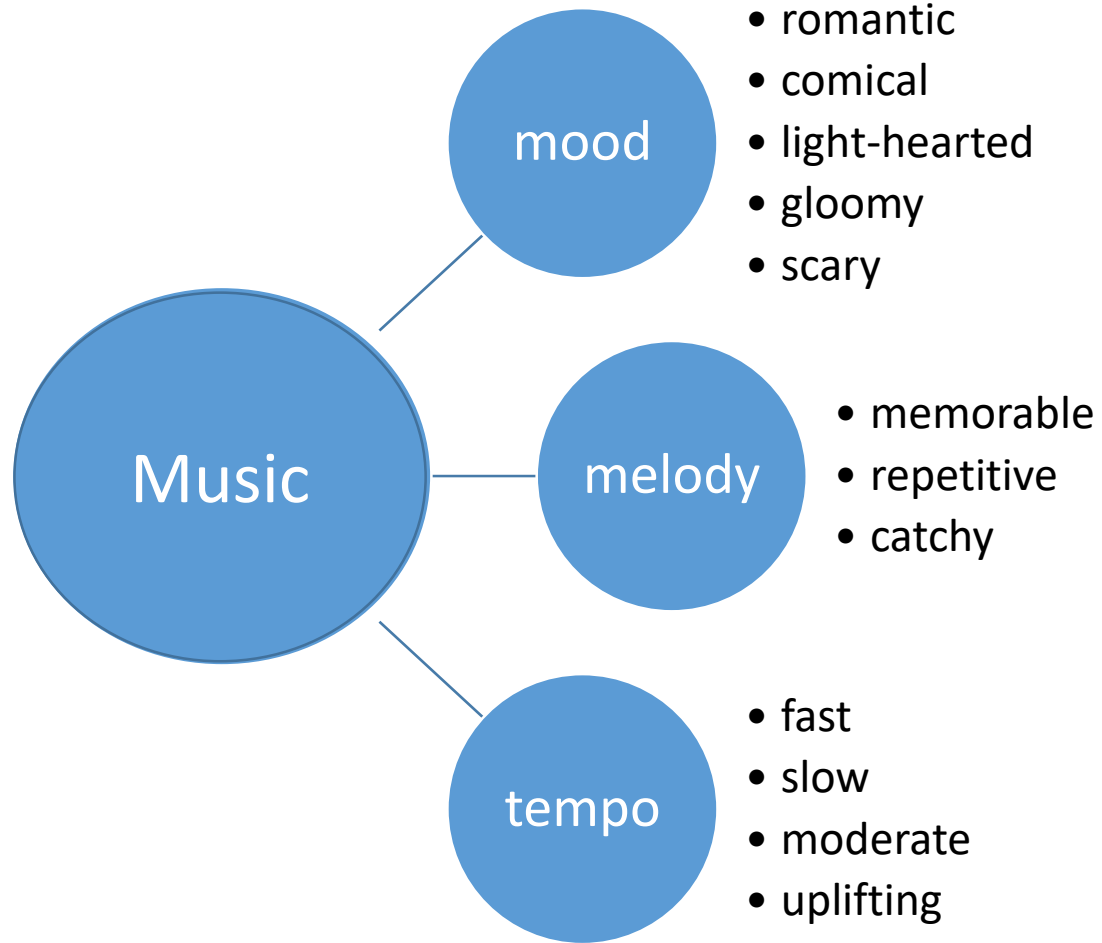 Music
mood
• romantic
• comical
• light-hearted
• gloomy
• scary
melody
• memorable
• repetitive
• catchy
tempo
• fast
• slow
• moderate
• uplifting